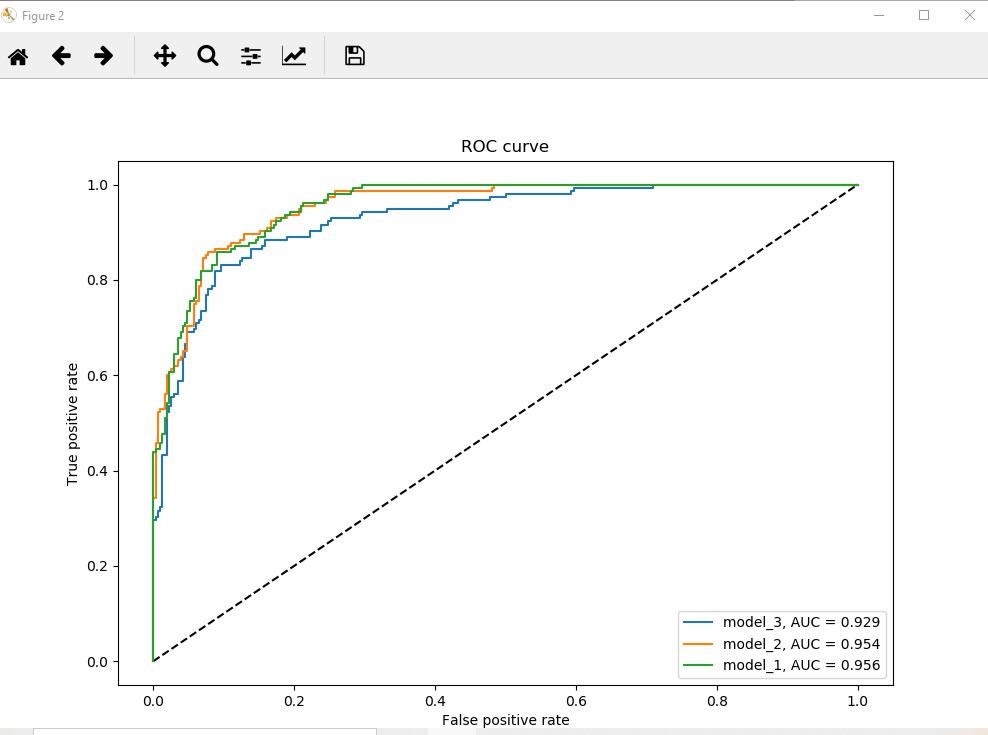 Figure 2
ROC curve
1.0
0.8
0.6
0.4
0.2
0.0
True positive rate
0.0 0.2 0.4 0.6 0.8 1.0
False positive rate
model_3, AUC = 0.929
model_2, AUC = 0.954
model_1, AUC = 0.956